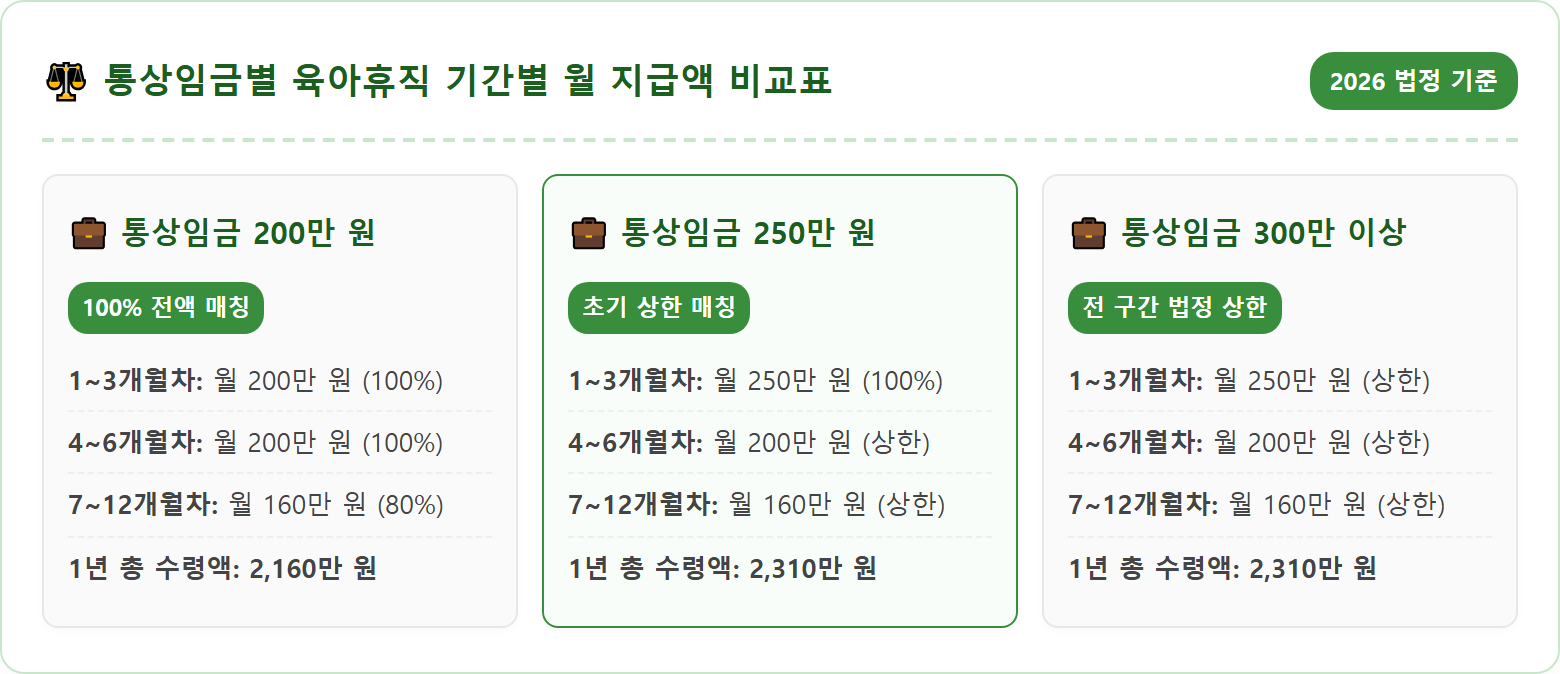 통상임금별 육아휴직 기간별 월 지급액 비교표
2026 법정 기준
통상임금 200만 원
100% 전액 매칭
1~3개월차: 월 200만 원 (100%)
4~6개월차: 월 200만 원 (100%)
7~12개월차: 월 160만 원 (80%)
1년 총 수령액: 2,160만 원
통상임금 250만 원
초기 상한 매칭
1~3개월차: 월 250만 원 (100%)
4~6개월차: 월 200만 원 (상한)
7~12개월차: 월 160만 원 (상한)
1년 총 수령액: 2,310만 원
통상임금 300만 이상
전 구간 법정 상한
1~3개월차: 월 250만 원 (상한)
4~6개월차: 월 200만 원 (상한)
7~12개월차: 월 160만 원 (상한)
1년 총 수령액: 2,310만 원